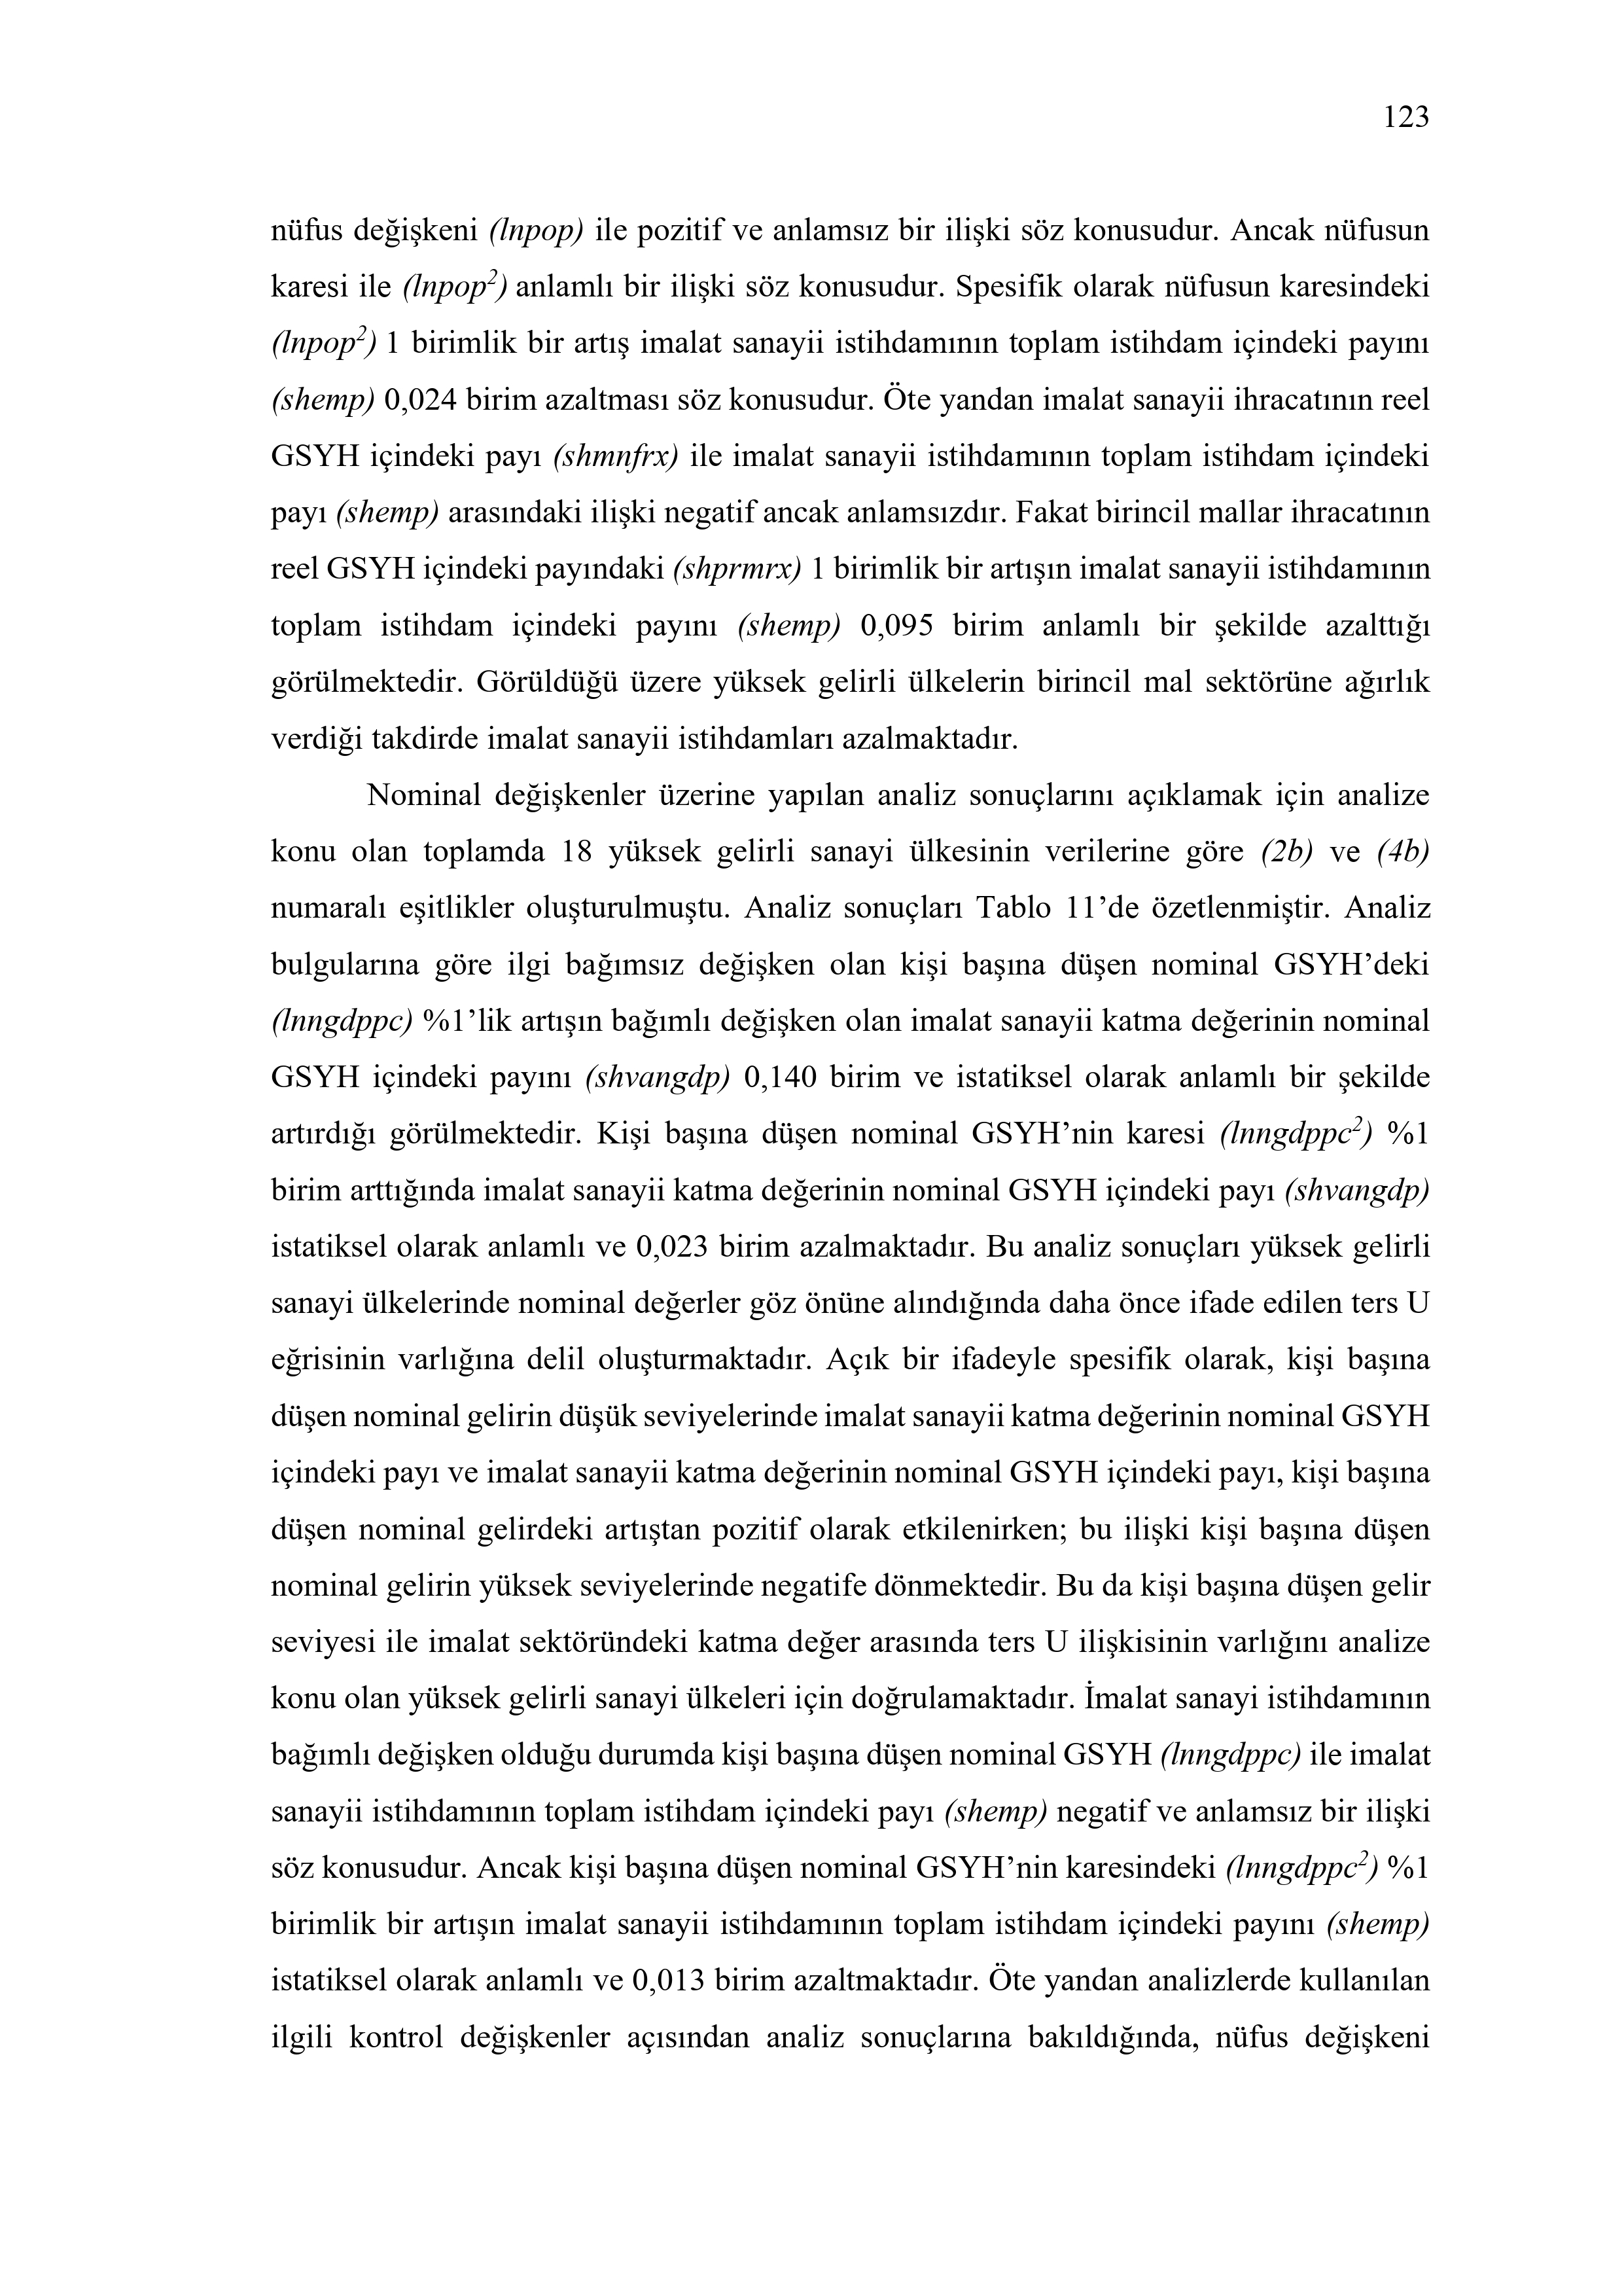 123
nüfus değişkeni (lnpop) ile pozitif ve anlamsız bir ilişki söz konusudur. Ancak nüfusun
karesi ile (lnpop²) anlamlı bir ilişki söz konusudur. Spesifik olarak nüfusun karesindeki
(lnpop²) 1 birimlik bir artış imalat sanayii istihdamının toplam istihdam içindeki payını
(shemp) 0,024 birim azaltması söz konusudur. Öte yandan imalat sanayii ihracatının reel
GSYH içindeki payı (shmnfrx) ile imalat sanayii istihdamının toplam istihdam içindeki
payı (shemp) arasındaki ilişki negatif ancak anlamsızdır. Fakat birincil mallar ihracatının
reel GSYH içindeki payındaki (shprmrx) 1 birimlik bir artışın imalat sanayii istihdamının
toplam istihdam içindeki payını (shemp) 0,095 birim anlamlı bir şekilde azalttığı
görülmektedir. Görüldüğü üzere yüksek gelirli ülkelerin birincil mal sektörüne ağırlık
verdiği takdirde imalat sanayii istihdamları azalmaktadır.
Nominal değişkenler üzerine yapılan analiz sonuçlarını açıklamak için analize
konu olan toplamda 18 yüksek gelirli sanayi ülkesinin verilerine göre (2b) ve (4b)
numaralı eşitlikler oluşturulmuştu. Analiz sonuçları Tablo 11’de özetlenmiştir. Analiz
bulgularına göre ilgi bağımsız değişken olan kişi başına düşen nominal GSYH’deki
(lnngdppc) %1’lik artışın bağımlı değişken olan imalat sanayii katma değerinin nominal
GSYH içindeki payını (shvangdp) 0,140 birim ve istatiksel olarak anlamlı bir şekilde
artırdığı görülmektedir. Kişi başına düşen nominal GSYH’nin karesi (lnngdppc²) %1
birim arttığında imalat sanayii katma değerinin nominal GSYH içindeki payı (shvangdp)
istatiksel olarak anlamlı ve 0,023 birim azalmaktadır. Bu analiz sonuçları yüksek gelirli
sanayi ülkelerinde nominal değerler göz önüne alındığında daha önce ifade edilen ters U
eğrisinin varlığına delil oluşturmaktadır. Açık bir ifadeyle spesifik olarak, kişi başına
düşen nominal gelirin düşük seviyelerinde imalat sanayii katma değerinin nominal GSYH
içindeki payı ve imalat sanayii katma değerinin nominal GSYH içindeki payı, kişi başına
düşen nominal gelirdeki artıştan pozitif olarak etkilenirken; bu ilişki kişi başına düşen
nominal gelirin yüksek seviyelerinde negatife dönmektedir. Bu da kişi başına düşen gelir
seviyesi ile imalat sektöründeki katma değer arasında ters U ilişkisinin varlığını analize
konu olan yüksek gelirli sanayi ülkeleri için doğrulamaktadır. İmalat sanayi istihdamının
bağımlı değişken olduğu durumda kişi başına düşen nominal GSYH (lnngdppc) ile imalat
sanayii istihdamının toplam istihdam içindeki payı (shemp) negatif ve anlamsız bir ilişki
söz konusudur. Ancak kişi başına düşen nominal GSYH’nin karesindeki (lnngdppc²) %1
birimlik bir artışın imalat sanayii istihdamının toplam istihdam içindeki payını (shemp)
istatiksel olarak anlamlı ve 0,013 birim azaltmaktadır. Öte yandan analizlerde kullanılan
ilgili kontrol değişkenler açısından analiz sonuçlarına bakıldığında, nüfus değişkeni